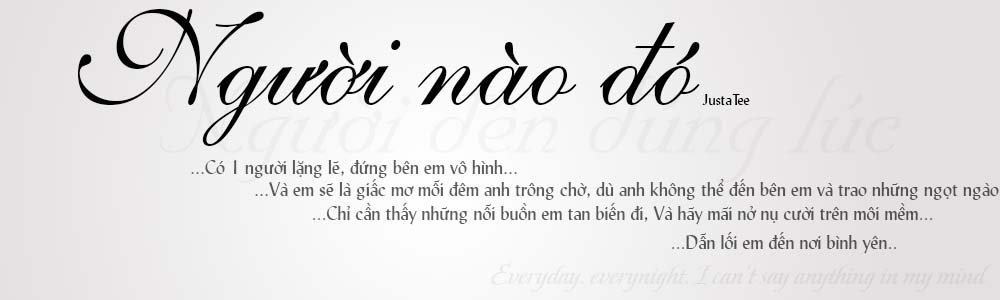 Người nào đó
JustaTee
Người đến đúng lúc
...Có 1 người lặng lẽ, đứng bên em vô hình...
...Và em sẽ là giấc mơ mỗi đêm anh trông chờ, dù anh không thể đến bên em và trao những ngọt ngào
...Chỉ cần thấy những nỗi buồn em tan biến đi, Và hãy mãi nở nụ cười trên môi mềm...
...Dẫn lối em đến nơi bình yên..
Everyday. everynight. I can't say anything in my mind